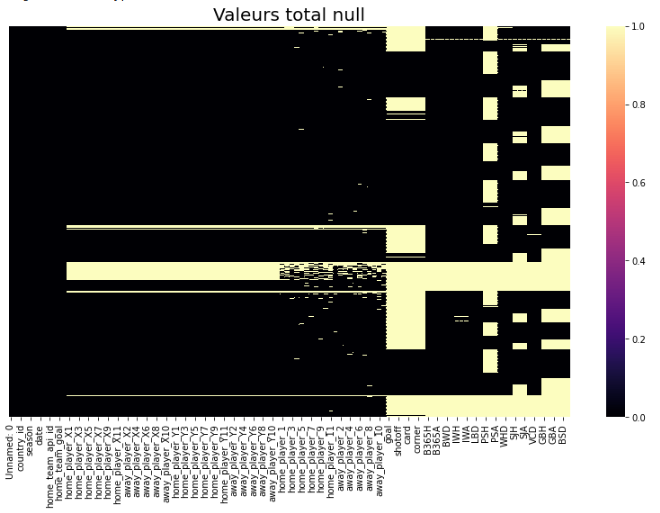 Valeurs total null
1.0
0.8
0.6
0.4
0.2
0.0
Unnamed: 0
country_id
season
date
home_team_api_id
home_team_goal
home_player_X1
home_player_X3
home_player_X5
home_player_X7
home_player_X9
home_player_X11
away_player_X2
away_player_X4
away_player_X6
away_player_X8
away_player_X10
home_player_Y1
home_player_Y3
home_player_Y5
home_player_Y7
home_player_Y9
home_player_Y11
away_player_Y2
away_player_Y4
away_player_Y6
away_player_Y8
away_player_Y10
home_player_1
home_player_3
home_player_5
home_player_7
home_player_9
home_player_11
away_player_2
away_player_4
away_player_6
away_player_8
away_player_10
goal
shotoff
card
corner
B365H
B365A
BWD
IWH
IWA
LBD
PSH
PSA
WHD
SJH
SJA
VCD
GBH
GBA
BSD